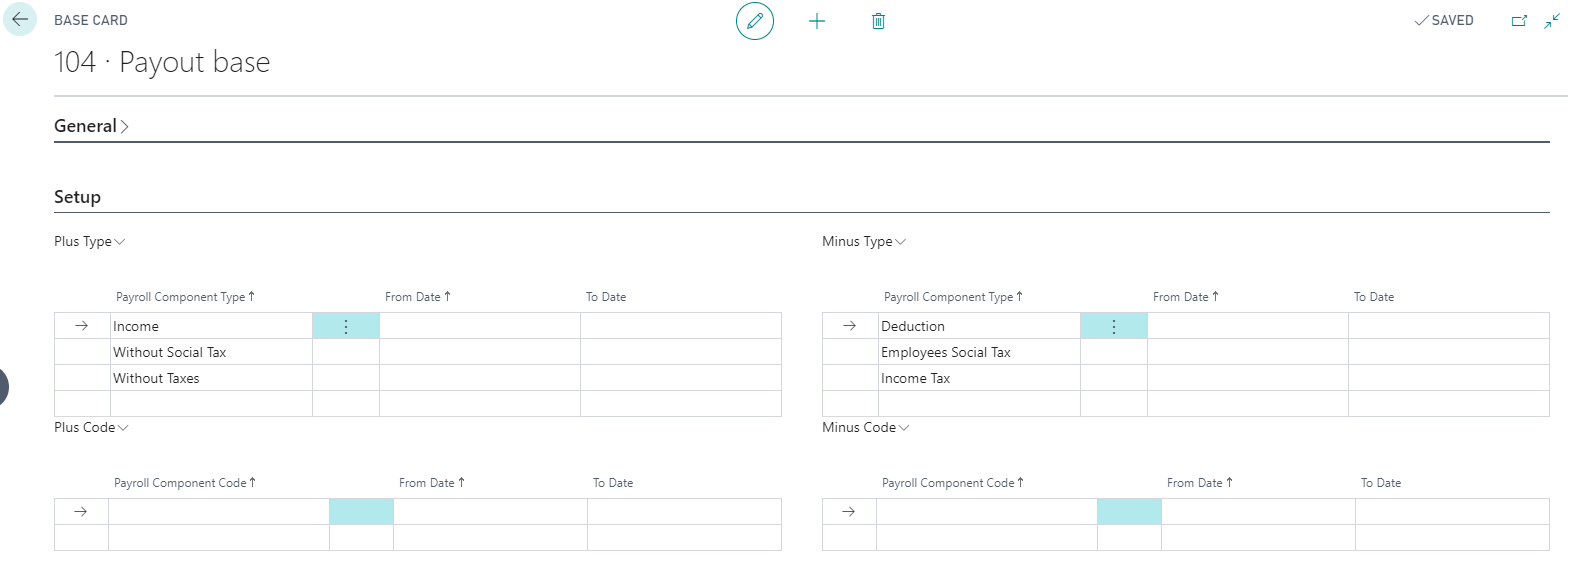 BASE CARD
SAVED
104 · Payout base
General
Setup
Plus Type
Payroll Component Type ↑ From Date ↑ To Date
Income
Without Social Tax
Without Taxes
Minus Type
Payroll Component Type ↑ From Date ↑ To Date
Deduction
Employees Social Tax
Income Tax
Plus Code
Payroll Component Code ↑ From Date ↑ To Date
Minus Code
Payroll Component Code ↑ From Date ↑ To Date